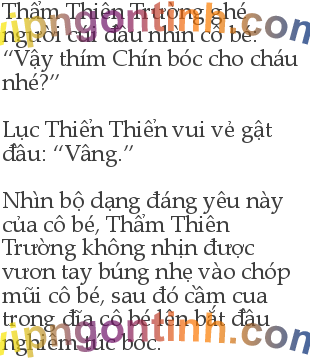 Thẩm Thiên Trường ghé
người cúi đầu nhìn cô bé:
“Vậy thím Chín bóc cho cháu
nhé?”
Lục Thiển Thiển vui vẻ gật
đầu: “Vâng.”
Nhìn bộ dạng đáng yêu này
của cô bé, Thẩm Thiên
Trường không nhịn được
vươn tay búng nhẹ vào chóp
mũi cô bé, sau đó cầm cua
trong đĩa cô bé lên bắt đầu
nghiêm túc bóc.
vipngontinh.com
vipngontinh.com